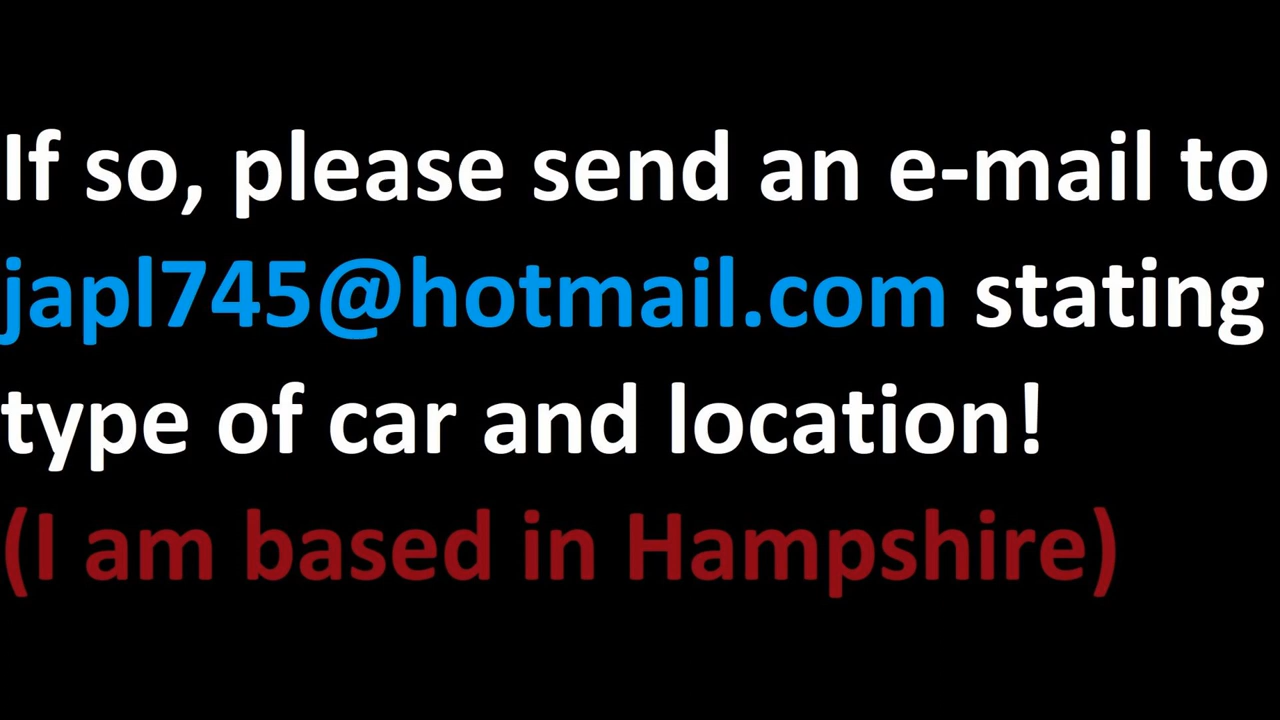 If so, please send an e-mail to
japl745@hotmail.com stating
type of car and location!
(I am based in Hampshire)